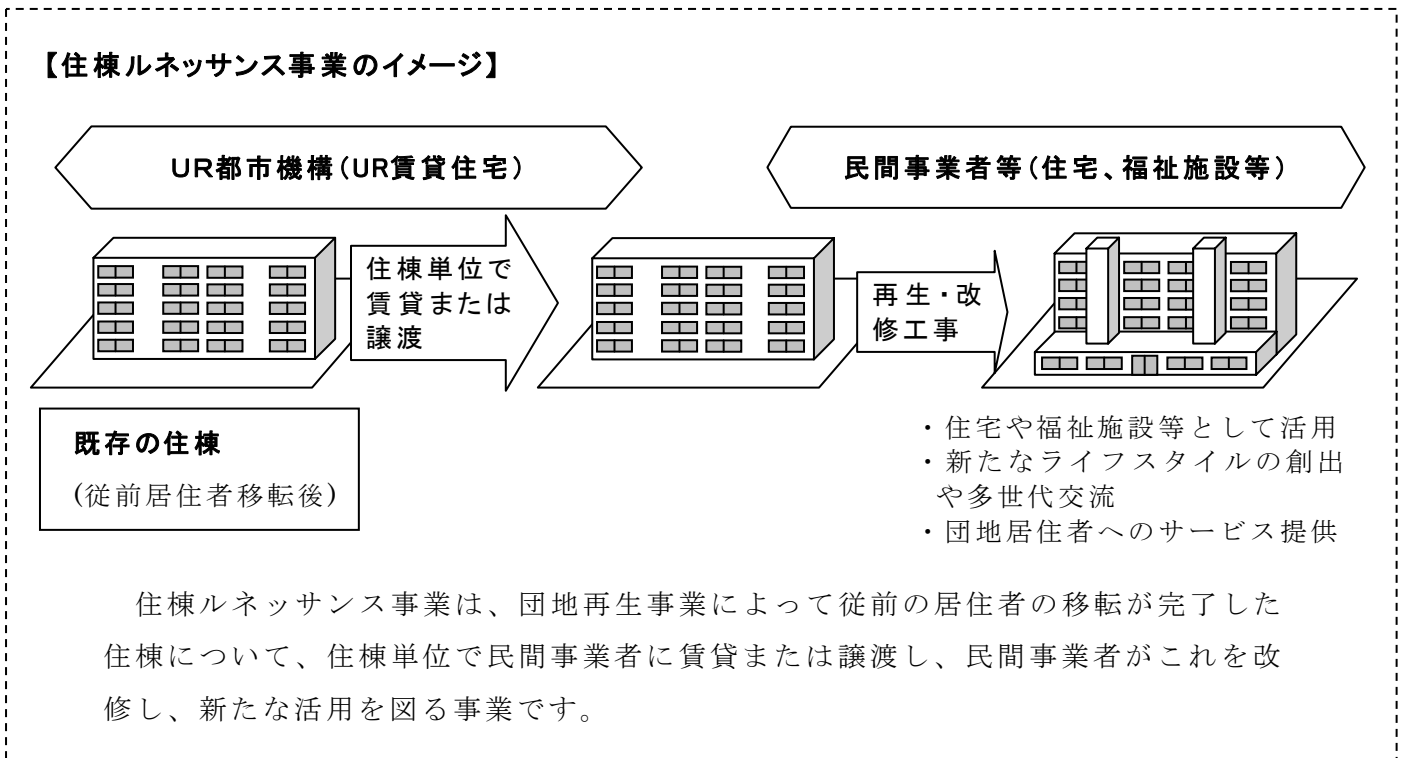 【住棟ルネッサンス事業のイメージ】
UR都市機構（UR賃貸住宅）
民間事業者等（住宅、福祉施設等）
住棟単位で
賃貸または
譲渡
再生・改
修工事
既存の住棟
(従前居住者移転後)
・住宅や福祉施設等として活用
・新たなライフスタイルの創出
や多世代交流
・団地居住者へのサービス提供
住棟ルネッサンス事業は、団地再生事業によって従前の居住者の移転が完了した
住棟について、住棟単位で民間事業者に賃貸または譲渡し、民間事業者がこれを改
修し、新たな活用を図る事業です。